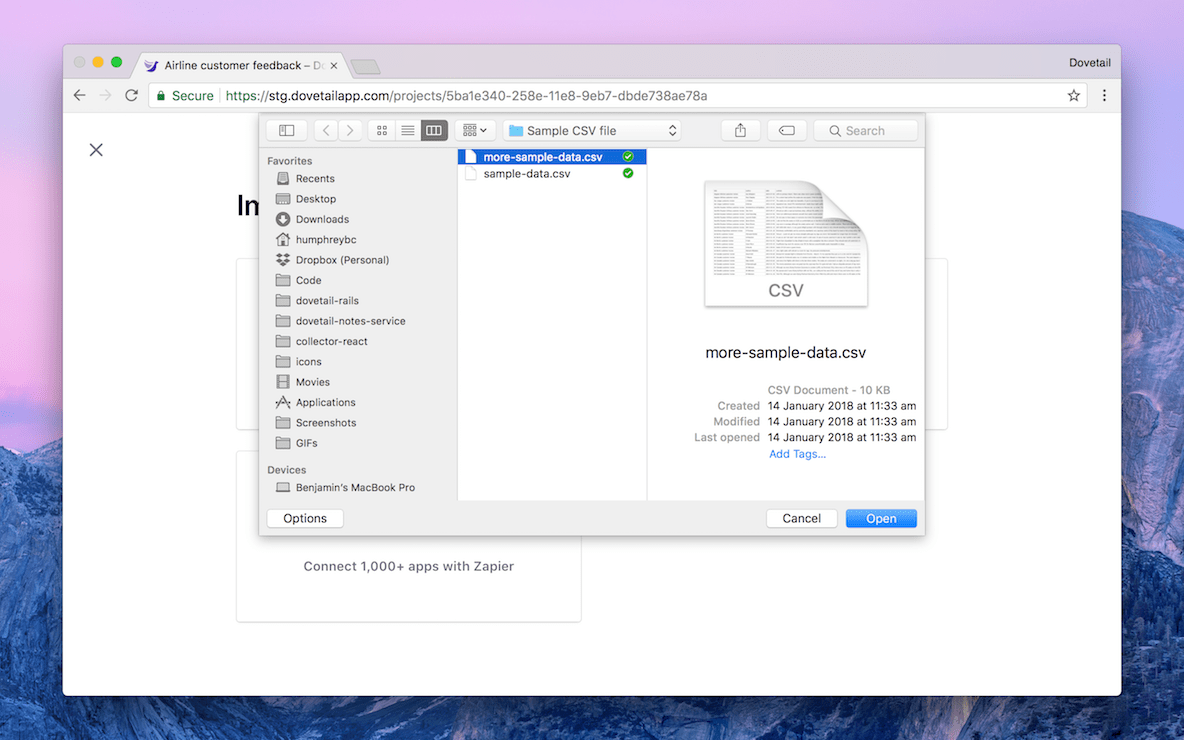 Airline customer feedback – Do
Dovetail
Secure
https://stg.dovetailapp.com/projects/5ba1e340-258e-11e8-9eb7-dbde738ae78a
Sample CSV file
Search
Im
Favorites
Recents
Desktop
Downloads
humphreybc
Dropbox (Personal)
Code
dovetail-rails
dovetail-notes-service
collector-react
icons
Movies
Applications
Screenshots
GIFs
Devices
Benjamin's MacBook Pro
more-sample-data.csv
sample-data.csv
CSV
more-sample-data.csv
CSV Document - 10 KB
Created 14 January 2018 at 11:33 am
Modified 14 January 2018 at 11:33 am
Last opened 14 January 2018 at 11:33 am
Add Tags...
Options
Cancel
Open
Connect 1,000+ apps with Zapier